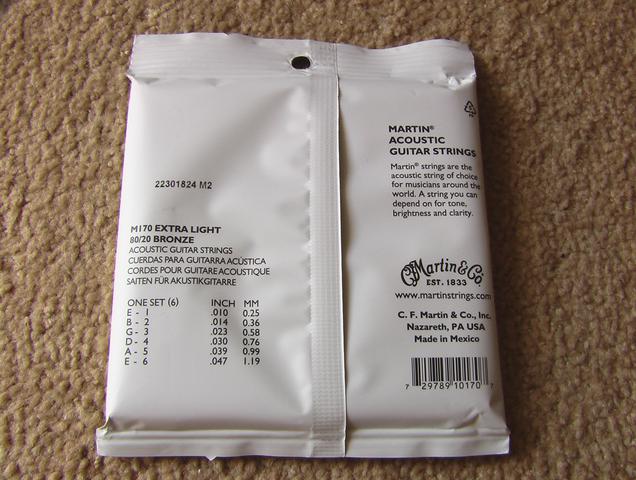 22301824 M2
M170 EXTRA LIGHT
80/20 BRONZE
ACOUSTIC GUITAR STRINGS
CUERDAS PARA GUITARRA ACÚSTICA
CORDES POUR GUITARE ACOUSTIQUE
SAITEN FÜR AKUSTIKGITARRE
ONE SET (6) INCH MM
E - 1 .010 0.25
B - 2 .014 0.36
G - 3 .023 0.58
D - 4 .030 0.76
A - 5 .039 0.99
E - 6 .047 1.19
MARTIN®
ACOUSTIC
GUITAR STRINGS
Martin® strings are the
acoustic string of choice
for musicians around the
world. A string you can
depend on for tone,
brightness and clarity.
Martin & Co.
EST. 1833
www.martinstrings.com
C. F. Martin & Co., Inc.
Nazareth, PA USA
Made in Mexico
7 29789 10170 7